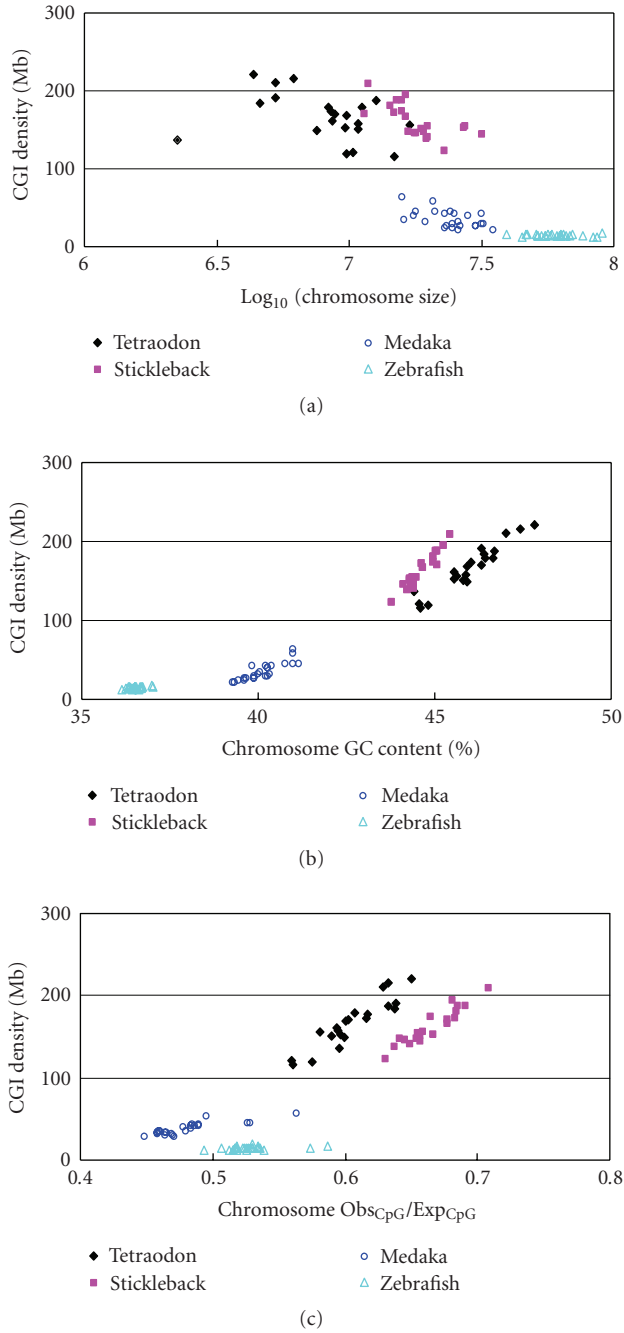 300
200
100
0
CGI density (Mb)
6 6.5 7 7.5 8
Log10 (chromosome size)
Tetraodon Medaka
Stickleback Zebrafish
(a)
300
200
100
0
CGI density (Mb)
35 40 45 50
Chromosome GC content (%)
Tetraodon Medaka
Stickleback Zebrafish
(b)
300
200
100
0
CGI density (Mb)
0.4 0.5 0.6 0.7 0.8
Chromosome ObsCpG/ExpCpG
Tetraodon Medaka
Stickleback Zebrafish
(c)